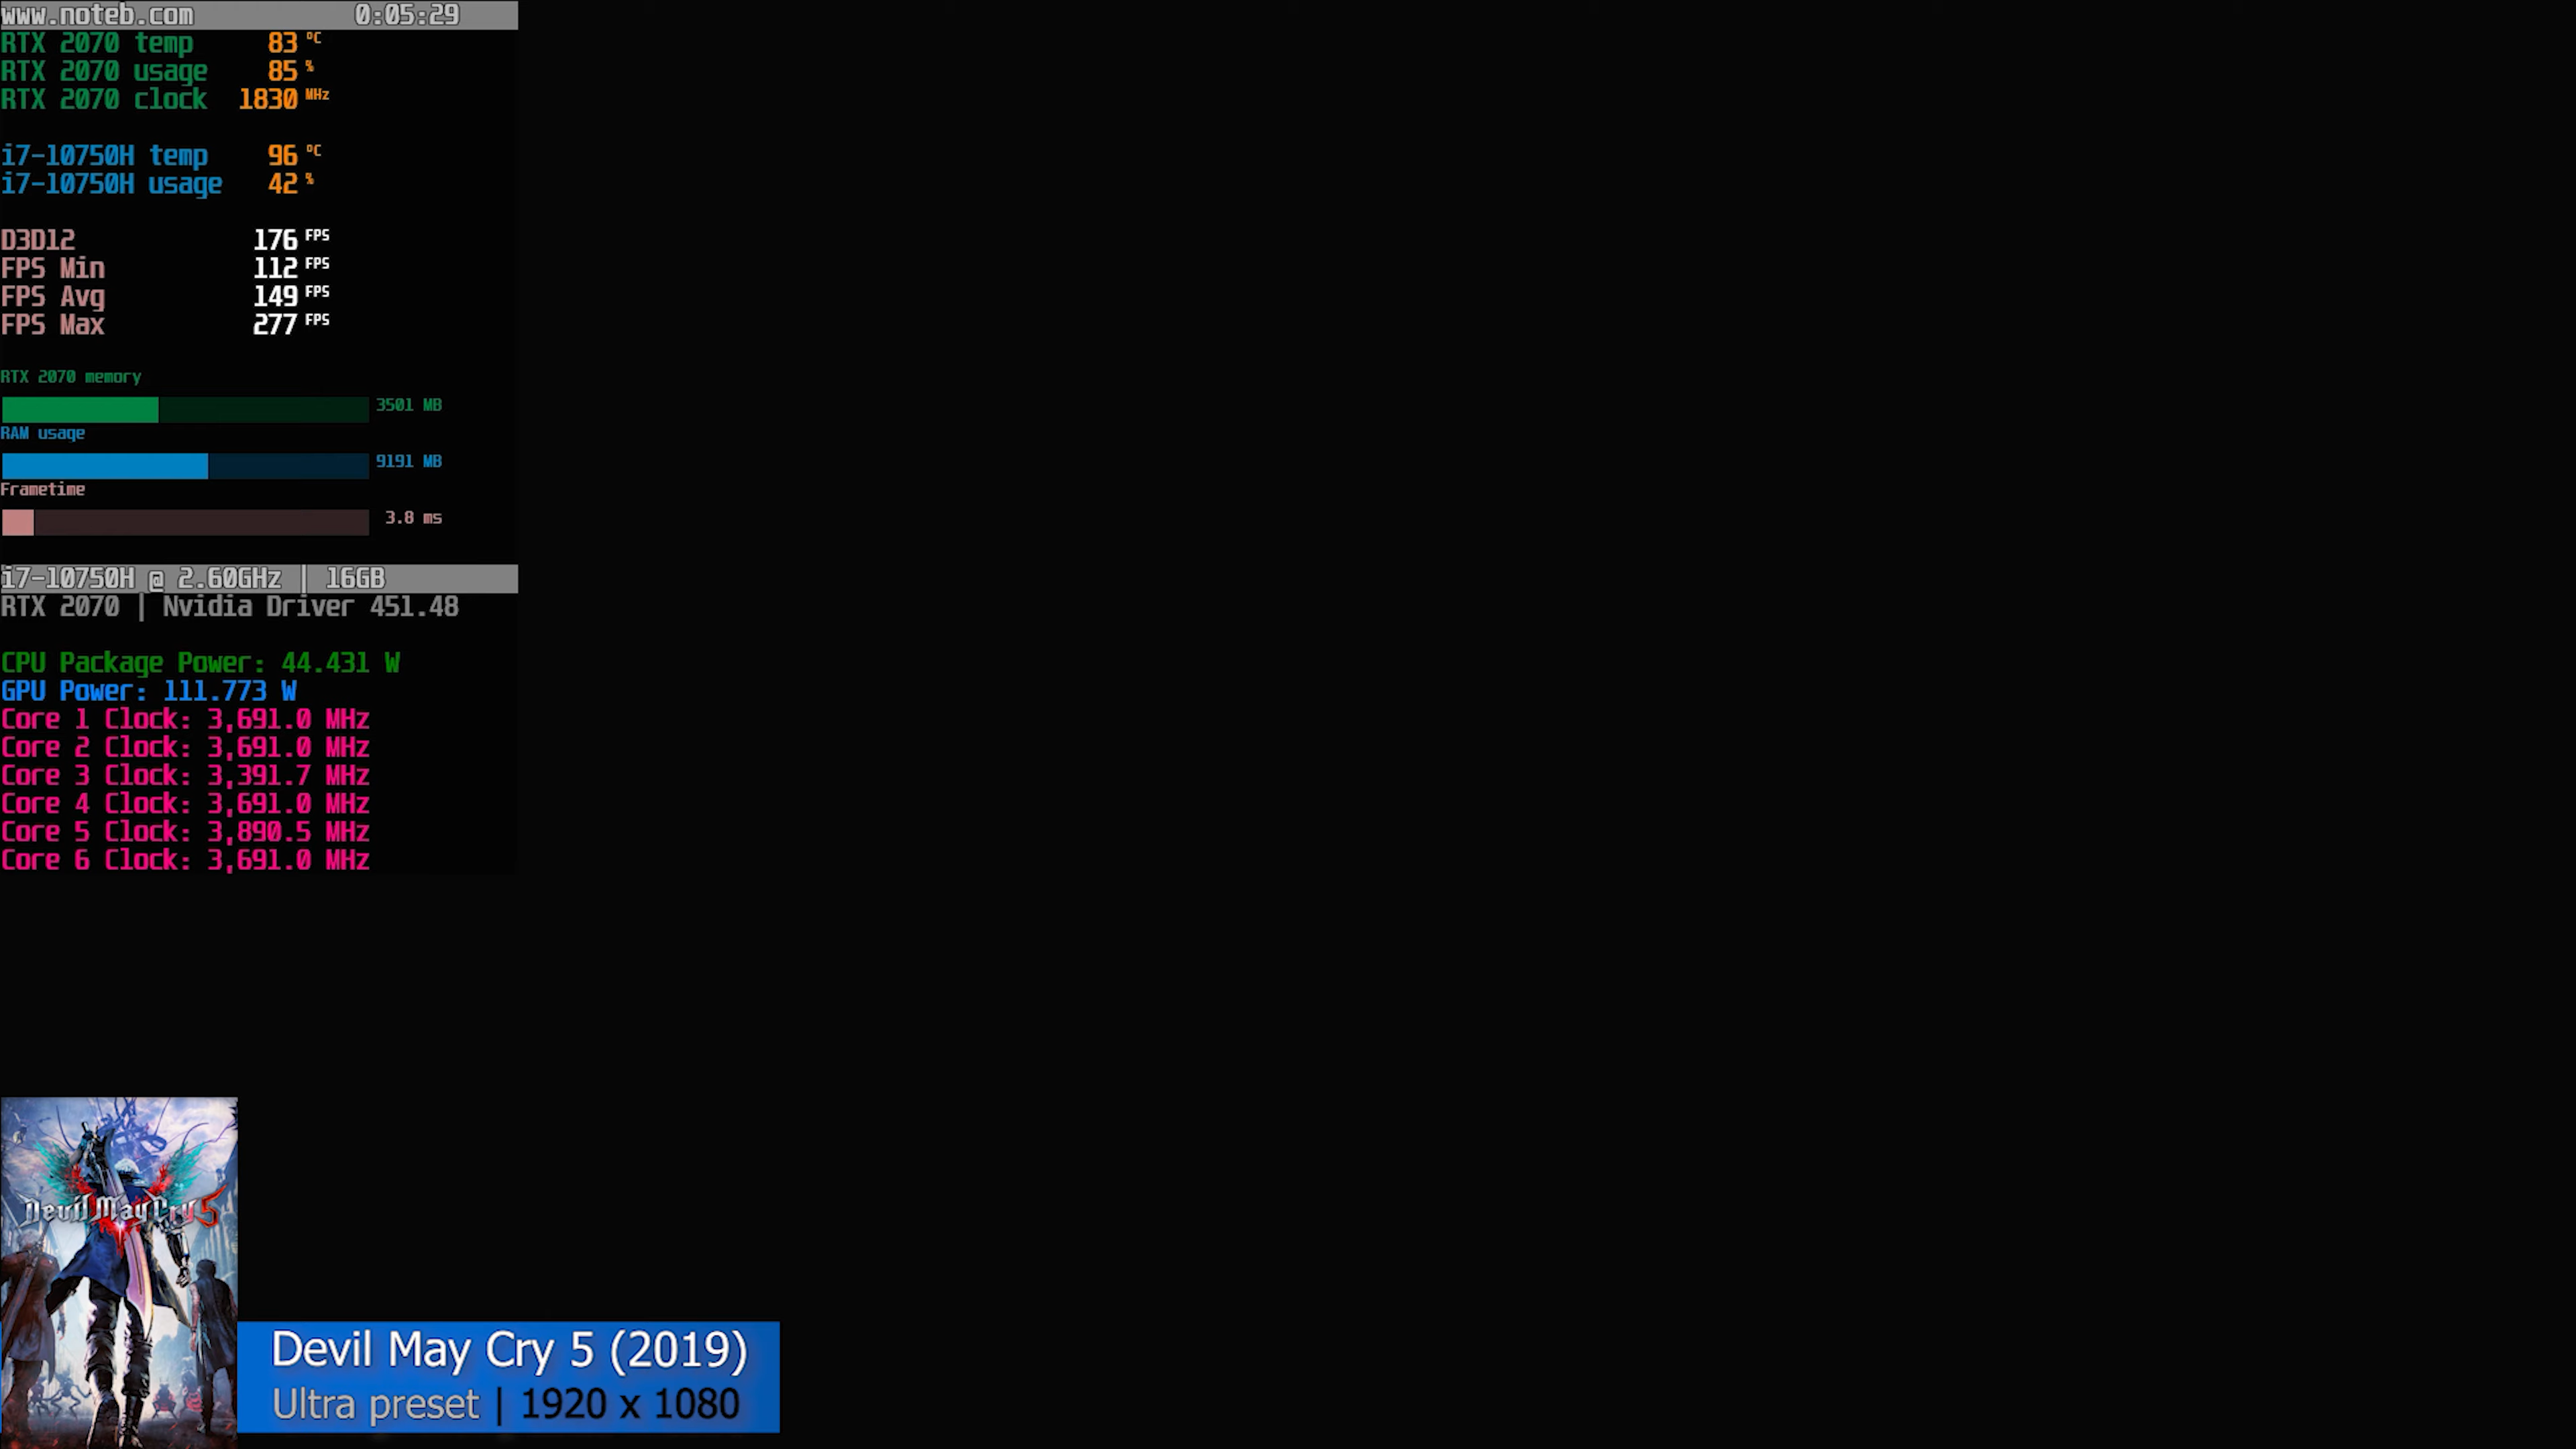 www.noteb.com 0:05:29
RTX 2070 temp 83 °C
RTX 2070 usage 85 %
RTX 2070 clock 1830 MHz
i7-10750H temp 96 °C
i7-10750H usage 42 %
D3D12 176 FPS
FPS Min 112 FPS
FPS Avg 149 FPS
FPS Max 277 FPS
RTX 2070 memory
3501 MB
RAM usage
9191 MB
Frametime
3.8 ms
i7-10750H @ 2.60GHz | 16GB
RTX 2070 | Nvidia Driver 451.48
CPU Package Power: 44.431 W
GPU Power: 111.773 W
Core 1 Clock: 3,691.0 MHz
Core 2 Clock: 3,691.0 MHz
Core 3 Clock: 3,391.7 MHz
Core 4 Clock: 3,691.0 MHz
Core 5 Clock: 3,890.5 MHz
Core 6 Clock: 3,691.0 MHz
Devil May Cry 5
Devil May Cry 5 (2019)
Ultra preset | 1920 x 1080